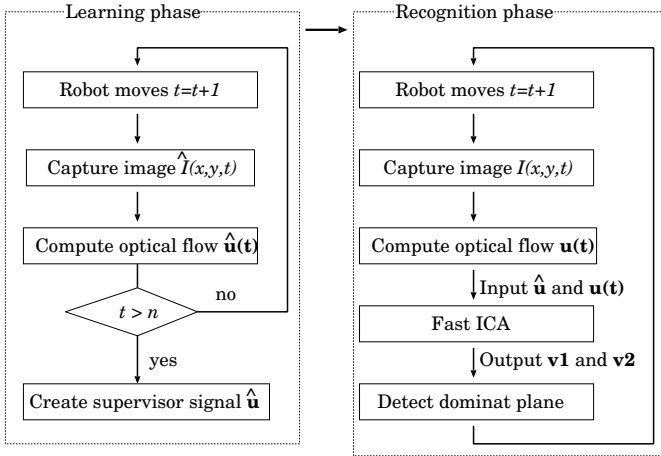 Learning phase
Robot moves t=t+1
Capture image Î(x,y,t)
Compute optical flow û(t)
t > n
no
yes
Create supervisor signal û
Recognition phase
Robot moves t=t+1
Capture image I(x,y,t)
Compute optical flow u(t)
Input û and u(t)
Fast ICA
Output v1 and v2
Detect dominat plane